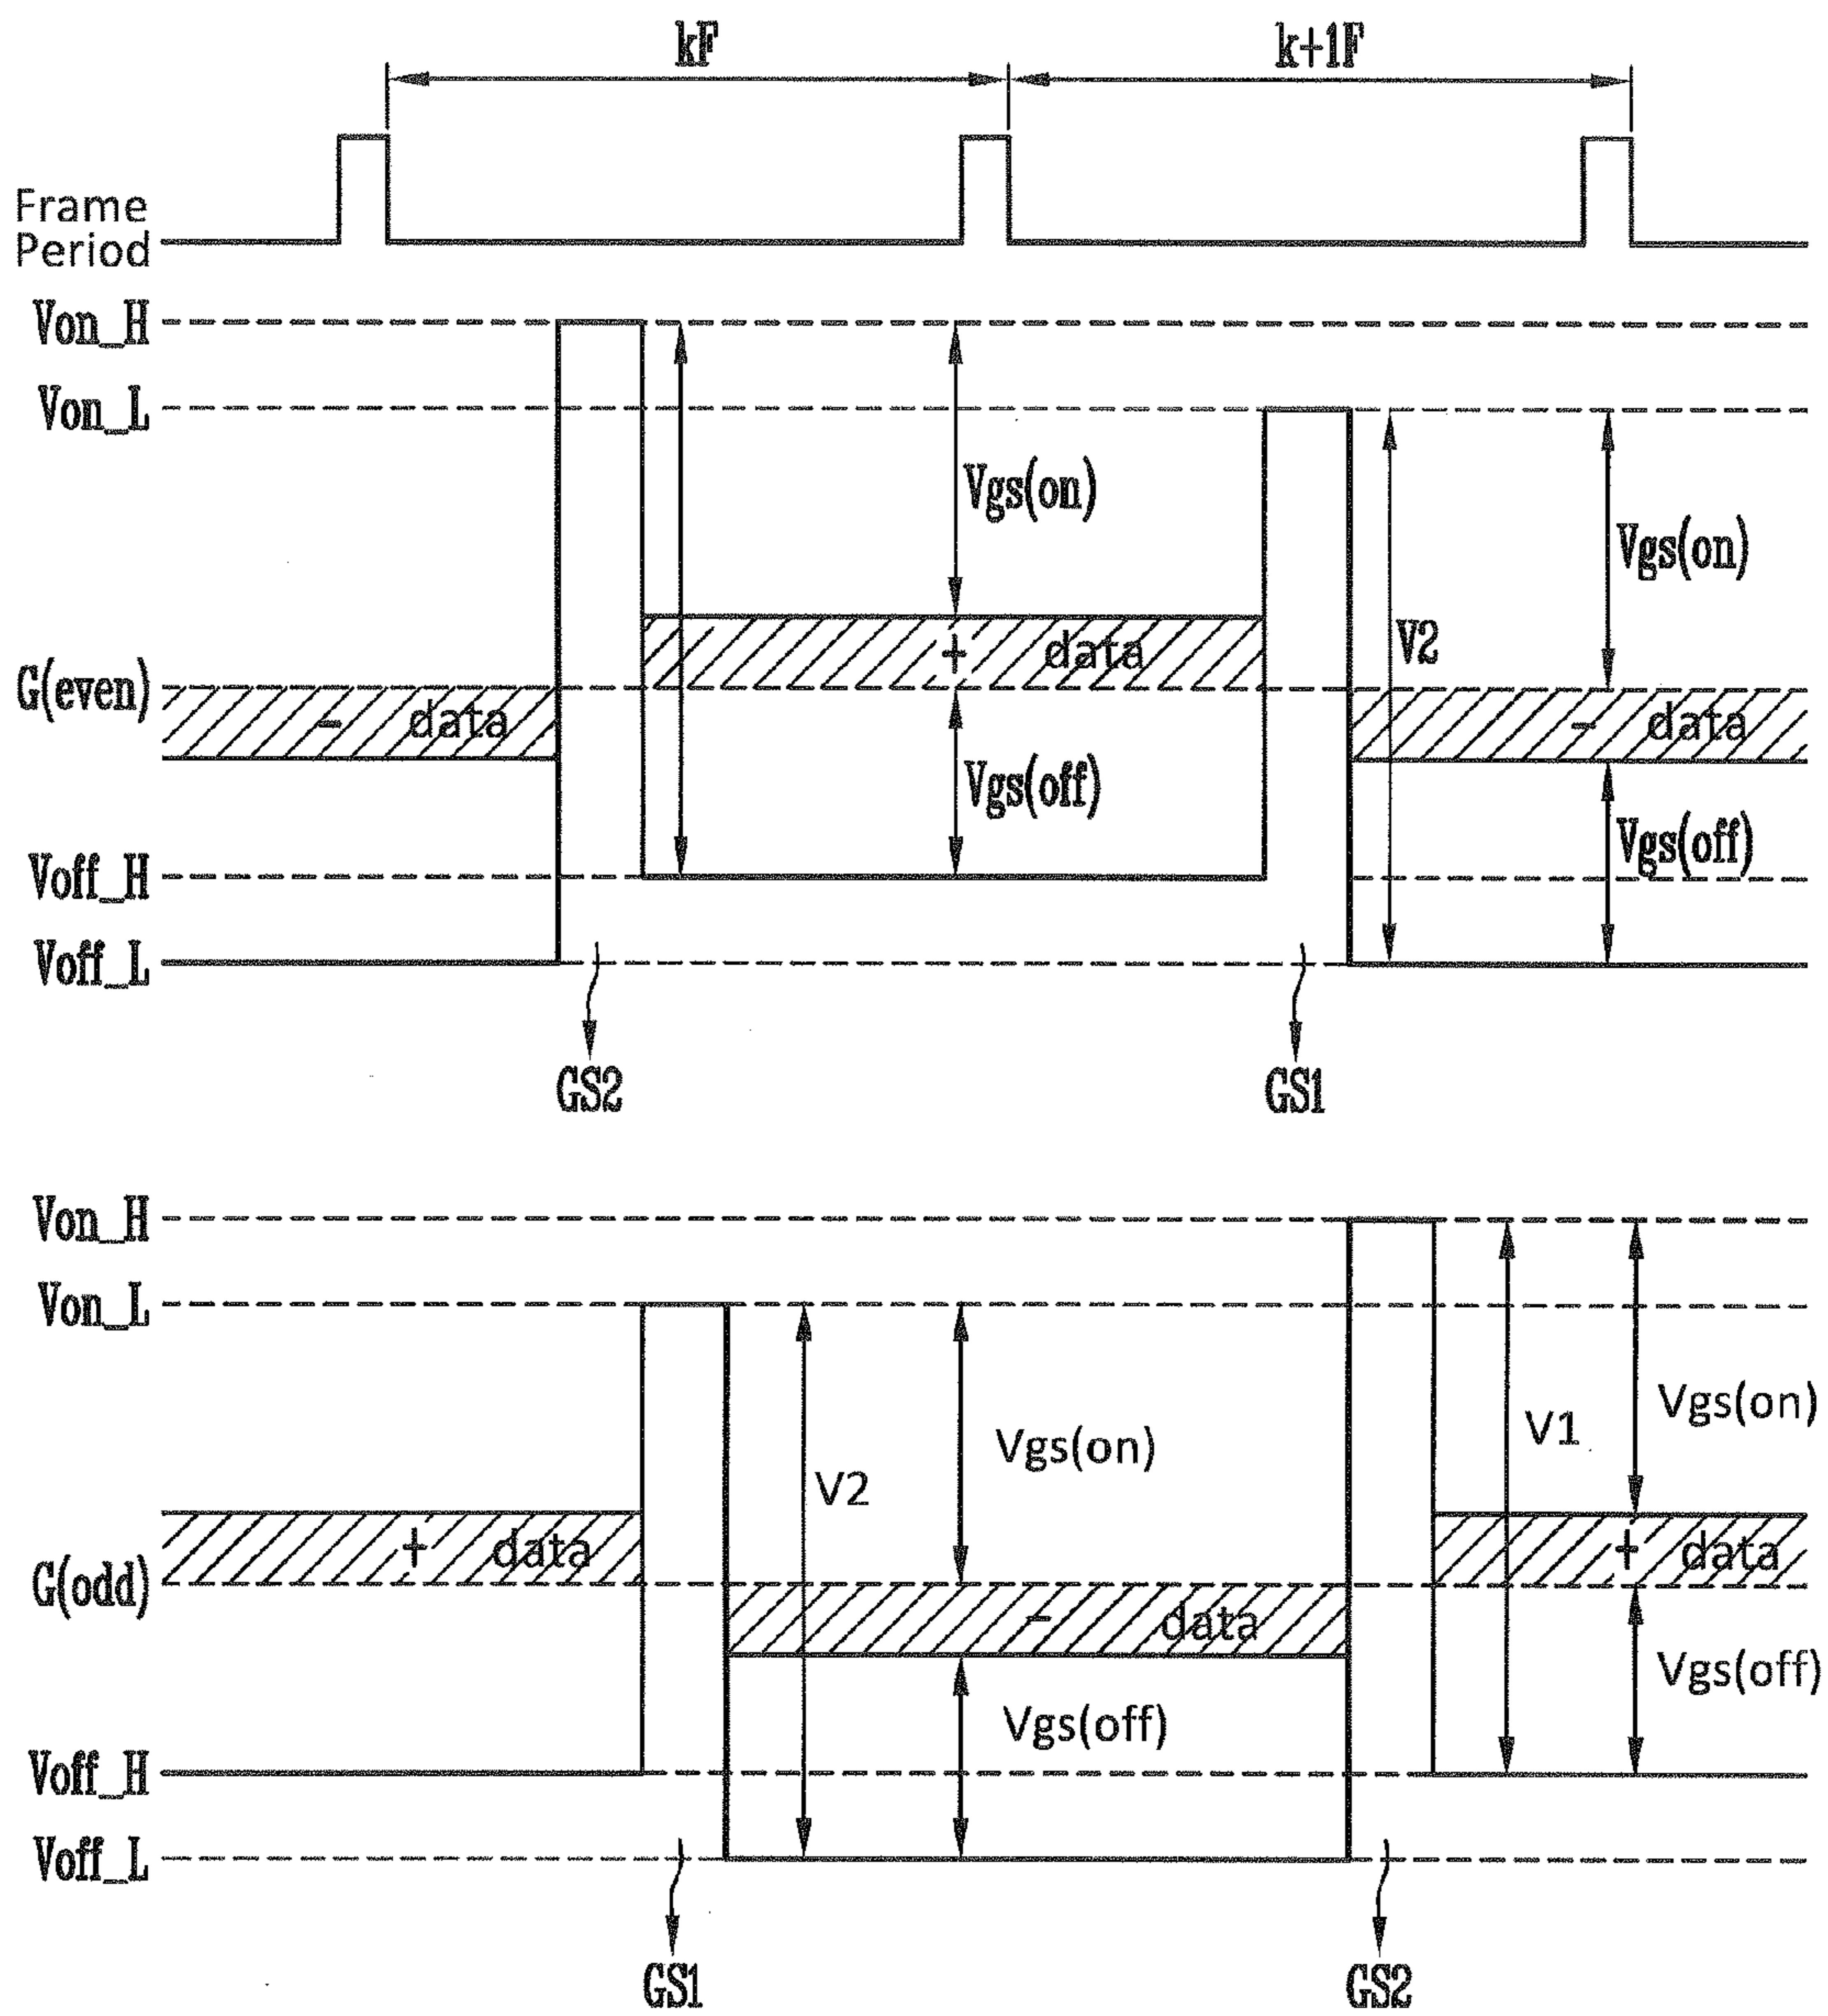 kF
k+1F
Frame
Period
Von_H
Von_L
Vgs(on)
Vgs(on)
V2
+ data
G(even)
- data
- data
Vgs(off)
Vgs(off)
Voff_H
Voff_L
GS2
GS1
Von_H
Von_L
Vgs(on)
V1
Vgs(on)
V2
+ data
+ data
G(odd)
- data
Vgs(off)
Vgs(off)
Voff_H
Voff_L
GS1
GS2